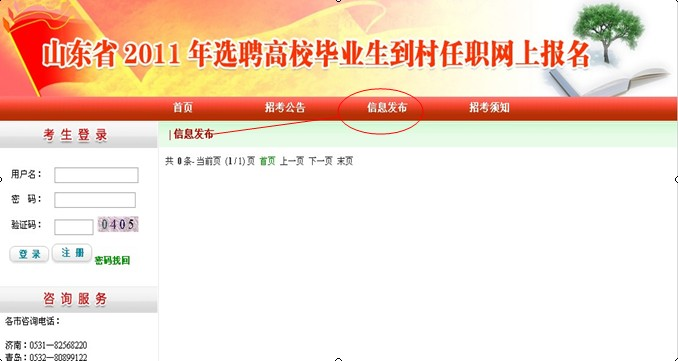 山东省 2011 年选聘高校毕业生到村任职网上报名
首页 招考公告 信息发布 招考须知
考生登录
用户名：
密 码：
验证码： 0405
登录 注册 密码找回
咨询服务
各市咨询电话：
济南：0531—82568220
青岛：0532—80899122
| 信息发布
共 0 条- 当前页 (1 / 1) 页 首页 上一页 下一页 末页